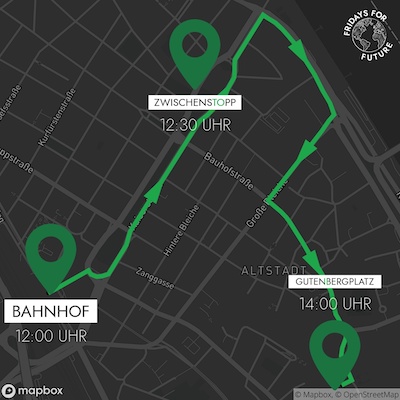 FRIDAYS FOR
FUTURE
ZWISCHENSTOPP
12:30 UHR
Kurfürstenstraße
Bauhofstraße
Hintere Bleiche
Große
Zanggasse
ALTSTADT
GUTENBERGPLATZ
14:00 UHR
BAHNHOF
12:00 UHR
mapbox
© Mapbox, © OpenStreetMap